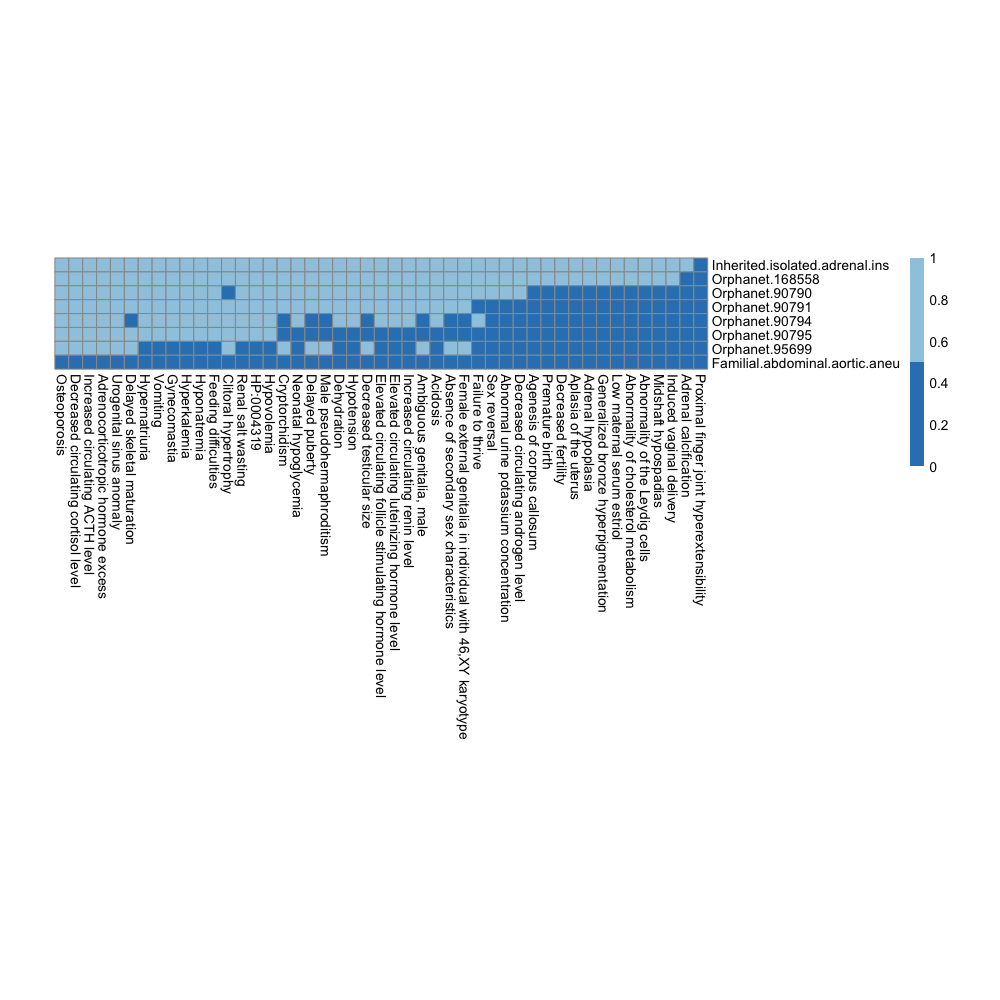 1
0.8
0.6
0.4
0.2
0
Inherited.isolated.adrenal.ins
Orphanet.168558
Orphanet.90790
Orphanet.90791
Orphanet.90794
Orphanet.90795
Orphanet.95699
Familial.abdominal.aortic.aneu
Osteoporosis
Decreased circulating cortisol level
Increased circulating ACTH level
Adrenocorticotropic hormone excess
Urogenital sinus anomaly
Delayed skeletal maturation
Hypernatriuria
Vomiting
Gynecomastia
Hyperkalemia
Hyponatremia
Feeding difficulties
Clitoral hypertrophy
Renal salt wasting
HP:0004319
Hypovolemia
Cryptorchidism
Neonatal hypoglycemia
Delayed puberty
Male pseudohermaphroditism
Dehydration
Hypotension
Decreased testicular size
Elevated circulating follicle stimulating hormone level
Elevated circulating luteinizing hormone level
Increased circulating renin level
Ambiguous genitalia, male
Acidosis
Absence of secondary sex characteristics
Female external genitalia in individual with 46,XY karyotype
Failure to thrive
Sex reversal
Abnormal urine potassium concentration
Decreased circulating androgen level
Agenesis of corpus callosum
Premature birth
Decreased fertility
Aplasia of the uterus
Adrenal hypoplasia
Generalized bronze hyperpigmentation
Low maternal serum estriol
Abnormality of cholesterol metabolism
Abnormality of the Leydig cells
Midshaft hypospadias
Induced vaginal delivery
Adrenal calcification
Proximal finger joint hyperextensibility